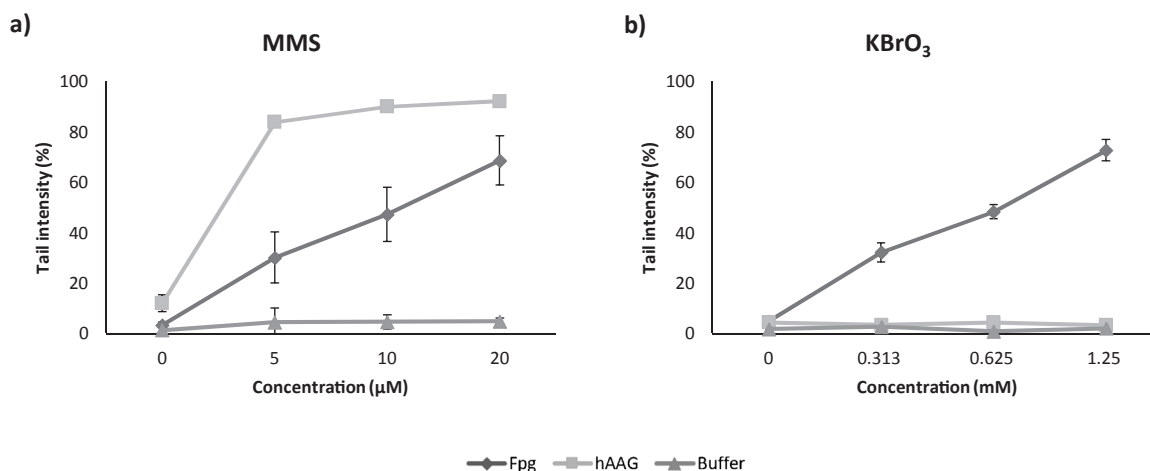 a)
MMS
100
80
60
40
20
0
Tail intensity (%)
0 5 10 20
Concentration (µM)
b)
KBrO₃
100
80
60
40
20
0
Tail intensity (%)
0 0.313 0.625 1.25
Concentration (mM)
Fpg hAAG Buffer